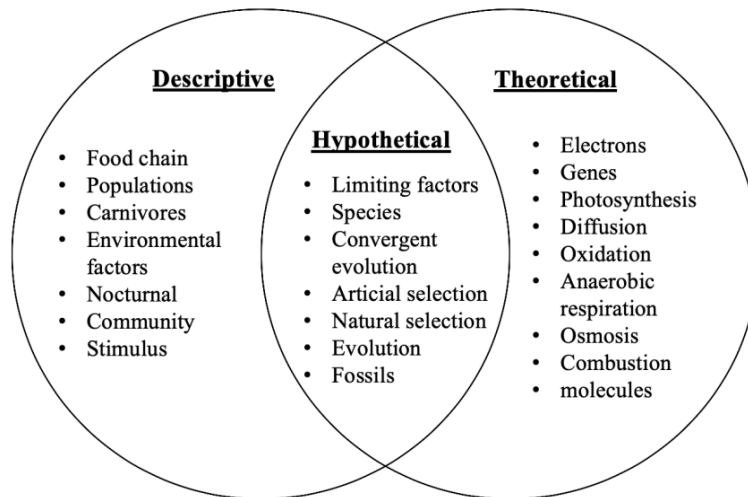 Descriptive
• Food chain
• Populations
• Carnivores
• Environmental
factors
• Nocturnal
• Community
• Stimulus
Hypothetical
• Limiting factors
• Species
• Convergent
evolution
• Articial selection
• Natural selection
• Evolution
• Fossils
Theoretical
• Electrons
• Genes
• Photosynthesis
• Diffusion
• Oxidation
• Anaerobic
respiration
• Osmosis
• Combustion
• molecules